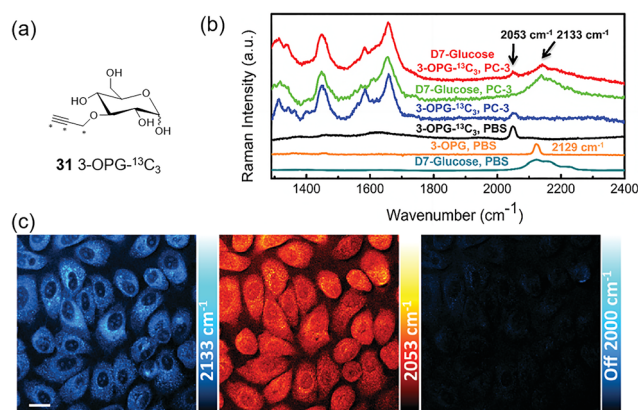 (a)
OH
HO
O
O
HO
OH
*
*
*
31 3-OPG-¹³C₃
(b)
Raman Intensity (a.u.)
2053 cm⁻¹ 2133 cm⁻¹
D7-Glucose
3-OPG-¹³C₃, PC-3
D7-Glucose, PC-3
3-OPG-¹³C₃, PC-3
3-OPG-¹³C₃, PBS
3-OPG, PBS 2129 cm⁻¹
D7-Glucose, PBS
1400 1600 1800 2000 2200 2400
Wavenumber (cm⁻¹)
(c)
2133 cm⁻¹
2053 cm⁻¹
Off 2000 cm⁻¹